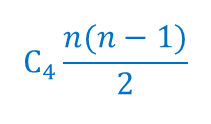 C₄ n(n − 1)/2